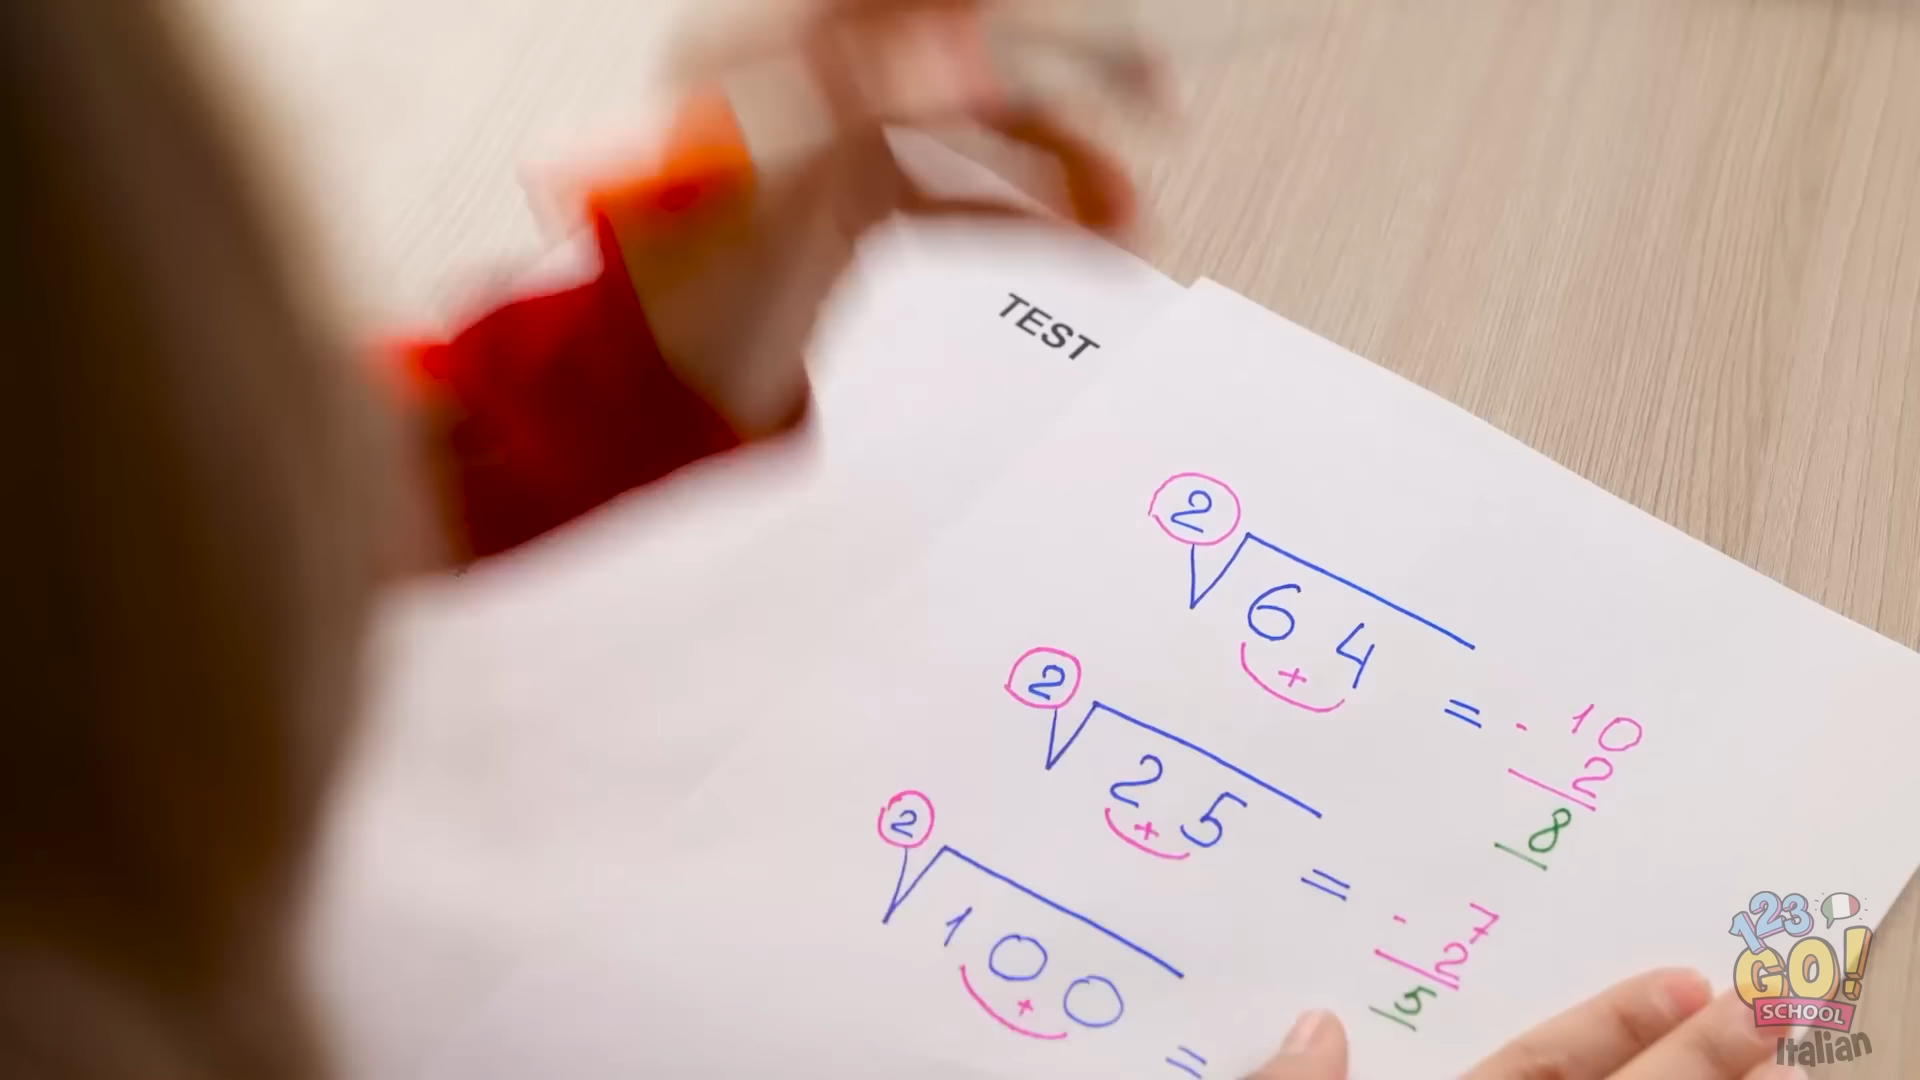 TEST
2√64 = - 10
+
2
8
2√25 = - 7
+
2
5
2√100 =
+
123
GO!
SCHOOL
Italian